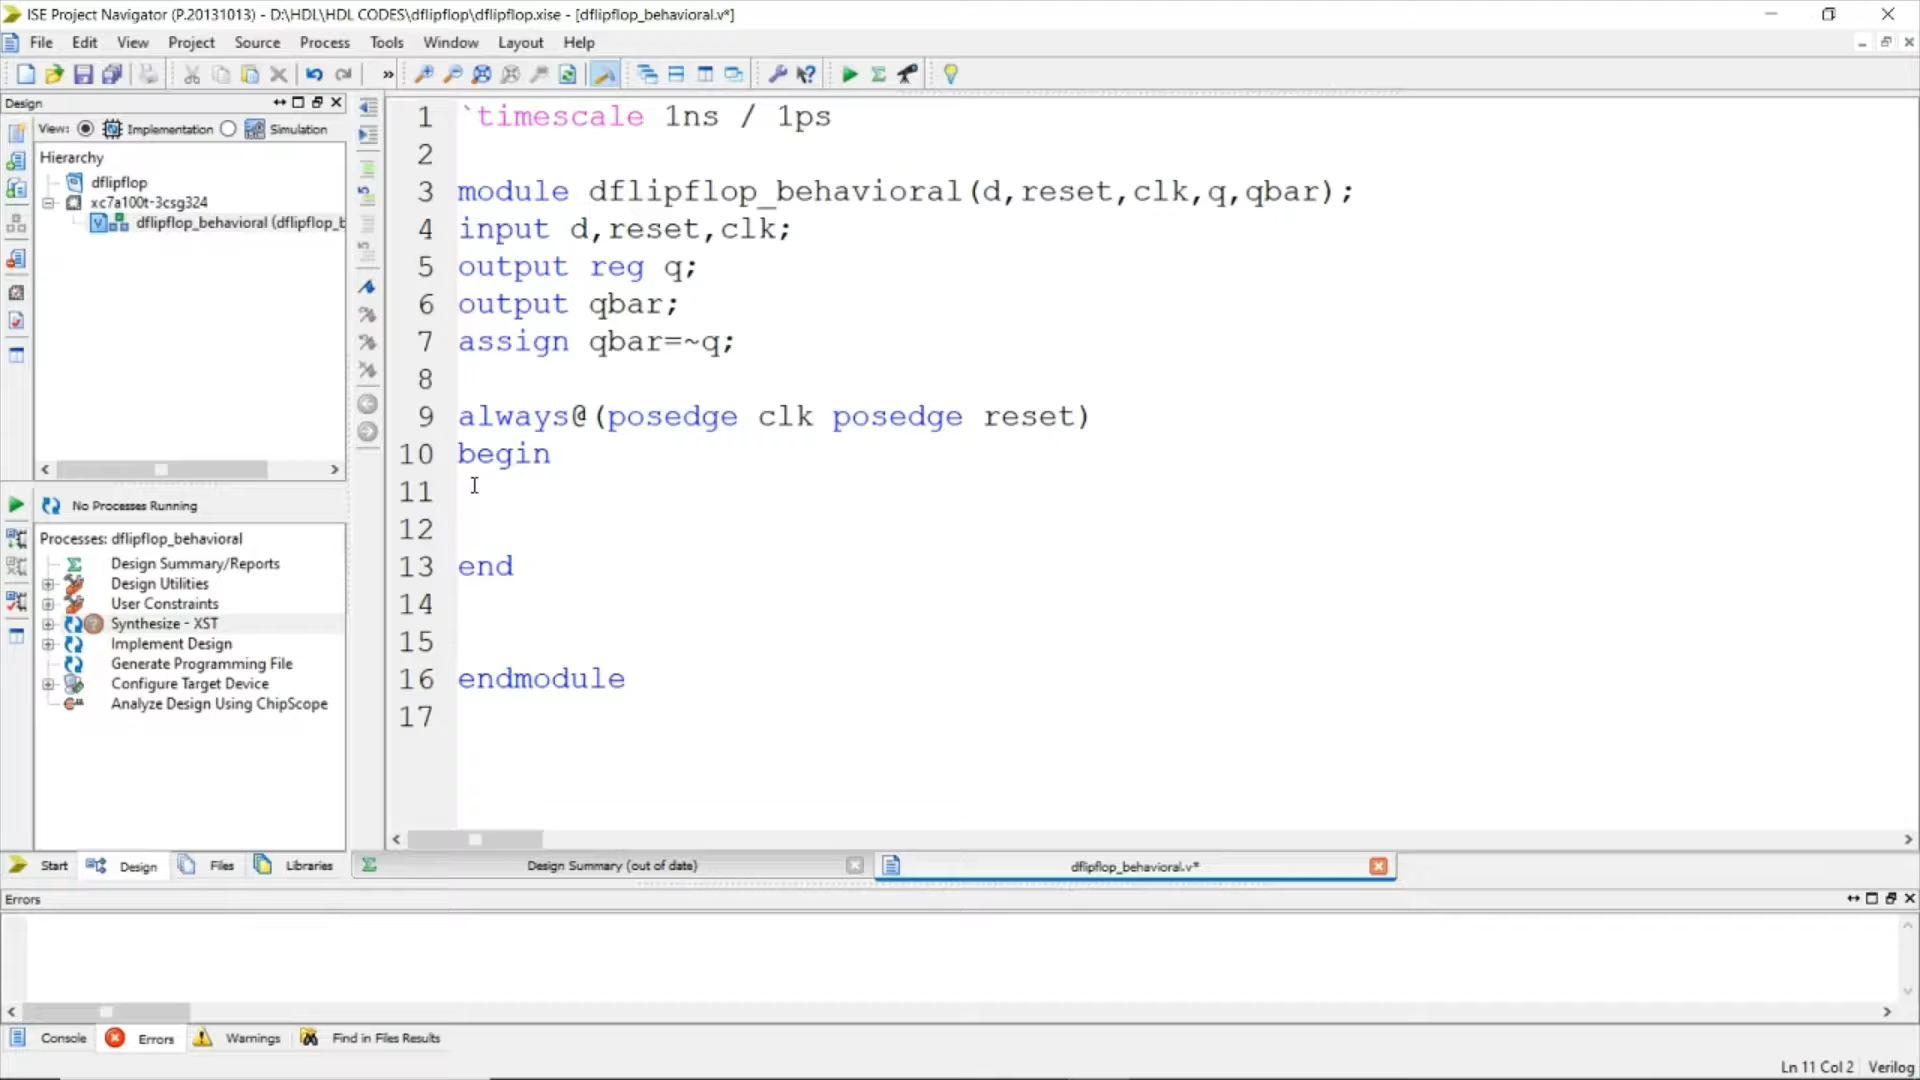 ISE Project Navigator (P.20131013) - D:\HDL\HDL CODES\dflipflop\dflipflop.xise - [dflipflop_behavioral.v*]
File Edit View Project Source Process Tools Window Layout Help
»
Design
View: Implementation Simulation
Hierarchy
dflipflop
xc7a100t-3csg324
dflipflop_behavioral (dflipflop_b
No Processes Running
Processes: dflipflop_behavioral
Design Summary/Reports
Design Utilities
User Constraints
Synthesize - XST
Implement Design
Generate Programming File
Configure Target Device
Analyze Design Using ChipScope
Start Design Files Libraries
1 `timescale 1ns / 1ps
2
3 module dflipflop_behavioral(d,reset,clk,q,qbar);
4 input d,reset,clk;
5 output reg q;
6 output qbar;
7 assign qbar=~q;
8
9 always@(posedge clk posedge reset)
10 begin
11
12
13 end
14
15
16 endmodule
17
Design Summary (out of date) dflipflop_behavioral.v*
Errors
Console Errors Warnings Find in Files Results
Ln 11 Col 2 Verilog